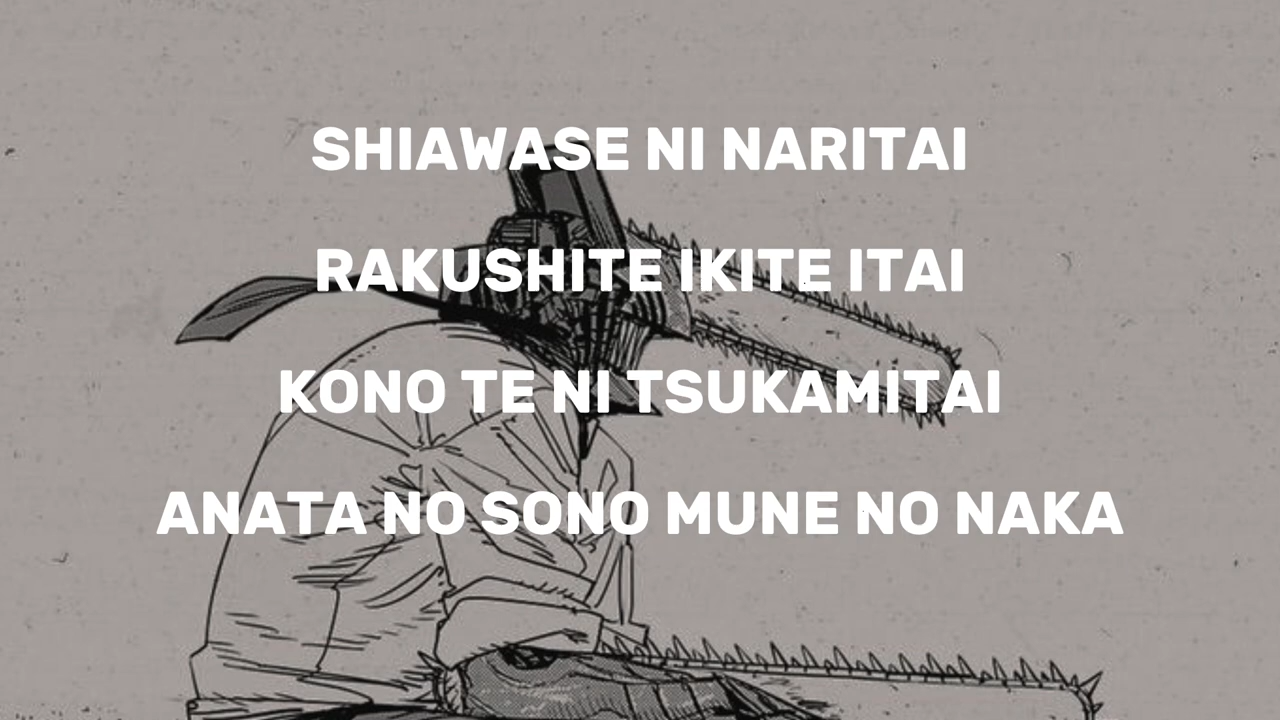 SHIAWASE NI NARITAI
RAKUSHITE IKITE ITAI
KONO TE NI TSUKAMITAI
ANATA NO SONO MUNE NO NAKA